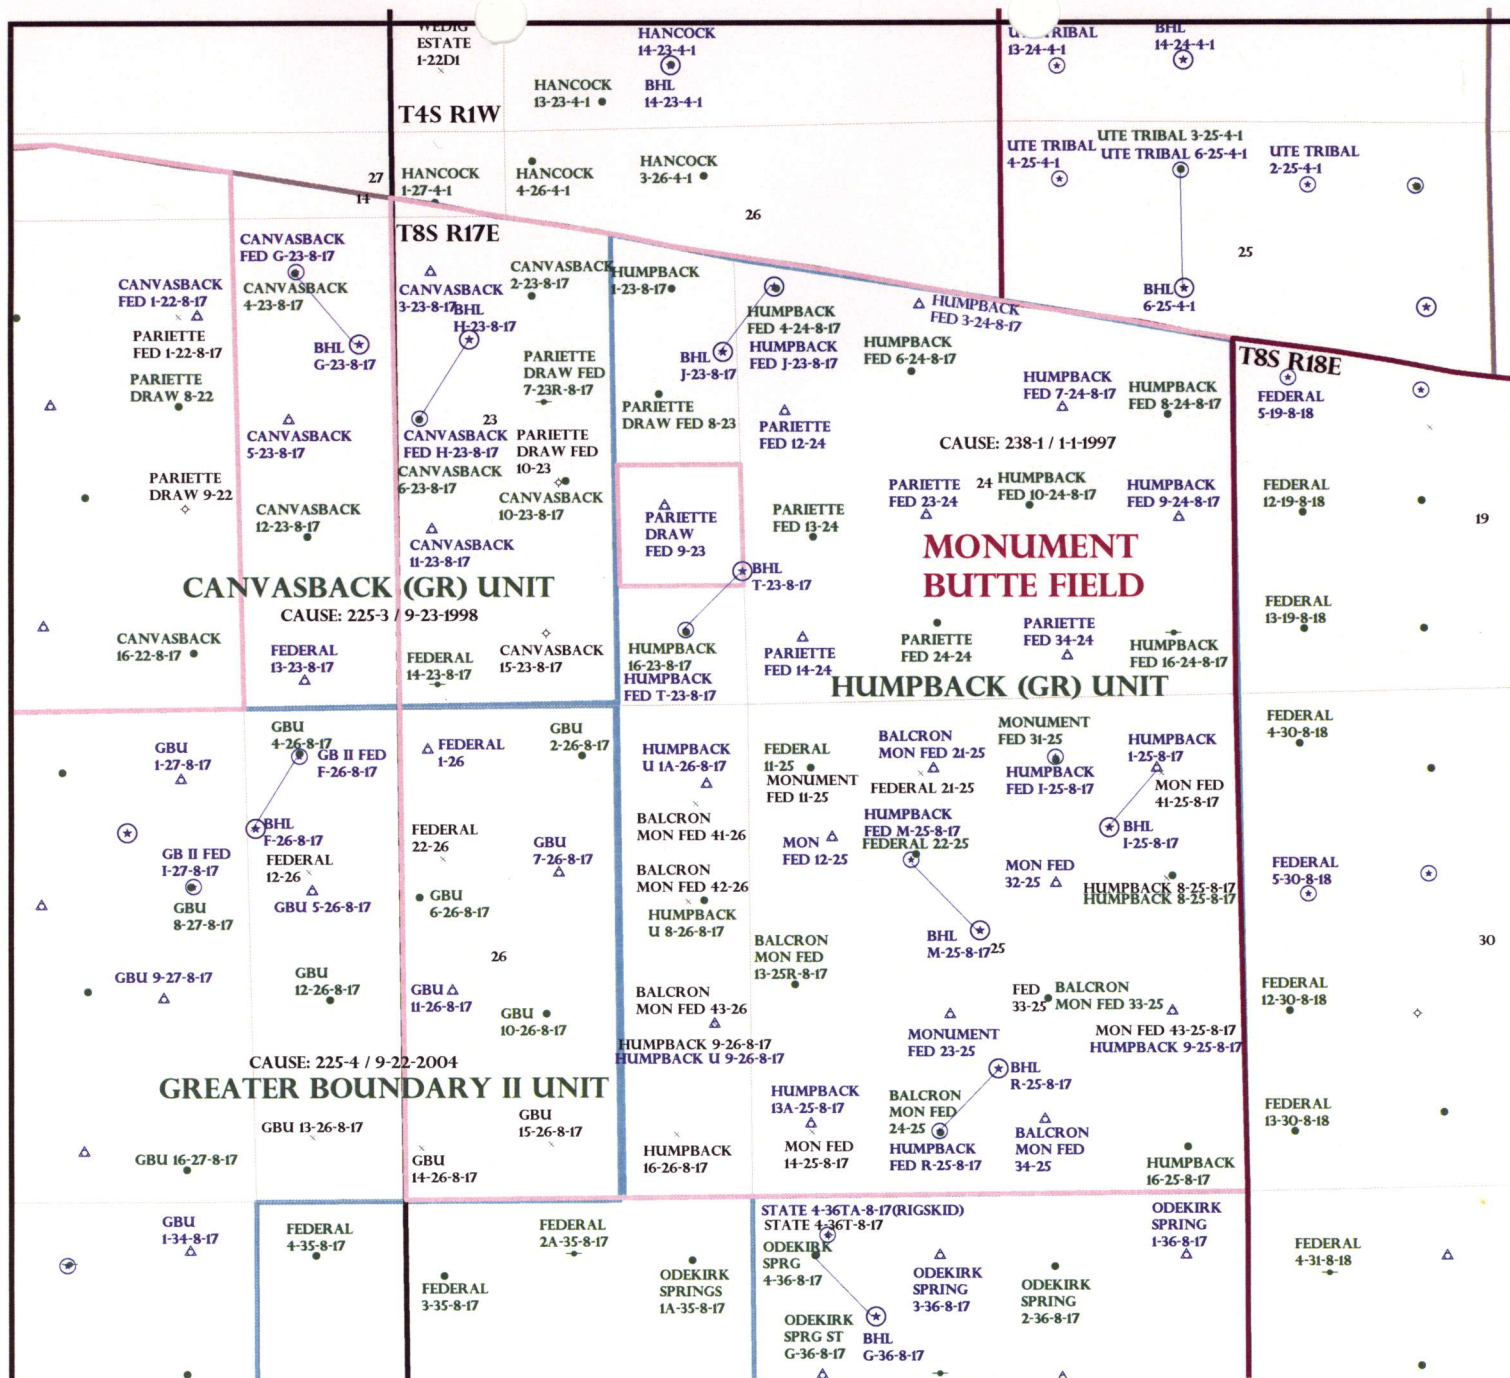 WEDIG
ESTATE
1-22D1
HANCOCK
14-23-4-1
BHL
14-23-4-1
HANCOCK
13-23-4-1
TRIBAL
13-24-4-1
BHL
14-24-4-1
T4S R1W
UTE TRIBAL
4-25-4-1
UTE TRIBAL 3-25-4-1
UTE TRIBAL 6-25-4-1
UTE TRIBAL
2-25-4-1
27
14
HANCOCK
1-27-4-1
HANCOCK
4-26-4-1
HANCOCK
3-26-4-1
26
25
BHL
6-25-4-1
T8S R17E
CANVASBACK
FED G-23-8-17
CANVASBACK
4-23-8-17
CANVASBACK
FED 1-22-8-17
PARIETTE
FED 1-22-8-17
PARIETTE
DRAW 8-22
BHL
G-23-8-17
CANVASBACK
3-23-8-17
BHL
H-23-8-17
CANVASBACK
2-23-8-17
HUMPBACK
1-23-8-17
PARIETTE
DRAW FED
7-23R-8-17
BHL
J-23-8-17
HUMPBACK
FED 4-24-8-17
HUMPBACK
FED J-23-8-17
HUMPBACK
FED 3-24-8-17
HUMPBACK
FED 6-24-8-17
HUMPBACK
FED 7-24-8-17
HUMPBACK
FED 8-24-8-17
T8S R18E
FEDERAL
5-19-8-18
PARIETTE
DRAW FED 8-23
PARIETTE
FED 12-24
CAUSE: 238-1 / 1-1-1997
CANVASBACK
5-23-8-17
23
CANVASBACK
FED H-23-8-17
CANVASBACK
6-23-8-17
PARIETTE
DRAW FED
10-23
CANVASBACK
10-23-8-17
PARIETTE
DRAW 9-22
CANVASBACK
12-23-8-17
CANVASBACK
11-23-8-17
PARIETTE
DRAW
FED 9-23
PARIETTE
FED 13-24
PARIETTE
FED 23-24
24
HUMPBACK
FED 10-24-8-17
HUMPBACK
FED 9-24-8-17
FEDERAL
12-19-8-18
19
MONUMENT
BUTTE FIELD
BHL
T-23-8-17
CANVASBACK (GR) UNIT
CAUSE: 225-3 / 9-23-1998
CANVASBACK
16-22-8-17
FEDERAL
13-23-8-17
FEDERAL
14-23-8-17
CANVASBACK
15-23-8-17
HUMPBACK
16-23-8-17
HUMPBACK
FED T-23-8-17
PARIETTE
FED 14-24
PARIETTE
FED 24-24
PARIETTE
FED 34-24
HUMPBACK
FED 16-24-8-17
FEDERAL
13-19-8-18
HUMPBACK (GR) UNIT
GBU
1-27-8-17
GBU
4-26-8-17
GB II FED
F-26-8-17
FEDERAL
1-26
GBU
2-26-8-17
HUMPBACK
U 1A-26-8-17
FEDERAL
11-25
MONUMENT
FED 11-25
BALCRON
MON FED 21-25
FEDERAL 21-25
MONUMENT
FED 31-25
HUMPBACK
FED I-25-8-17
HUMPBACK
1-25-8-17
MON FED
41-25-8-17
FEDERAL
4-30-8-18
BHL
F-26-8-17
FEDERAL
12-26
GBU 5-26-8-17
GB II FED
I-27-8-17
GBU
8-27-8-17
FEDERAL
22-26
GBU
7-26-8-17
GBU
6-26-8-17
BALCRON
MON FED 41-26
BALCRON
MON FED 42-26
HUMPBACK
U 8-26-8-17
MON
FED 12-25
HUMPBACK
FED M-25-8-17
FEDERAL 22-25
BHL
I-25-8-17
MON FED
32-25
HUMPBACK 8-25-8-17
HUMPBACK 8-25-8-17
FEDERAL
5-30-8-18
BHL
M-25-8-17
25
30
26
BALCRON
MON FED
13-25R-8-17
GBU 9-27-8-17
GBU
12-26-8-17
GBU
11-26-8-17
GBU
10-26-8-17
BALCRON
MON FED 43-26
HUMPBACK 9-26-8-17
HUMPBACK U 9-26-8-17
MONUMENT
FED 23-25
FED
33-25
BALCRON
MON FED 33-25
MON FED 43-25-8-17
HUMPBACK 9-25-8-17
FEDERAL
12-30-8-18
CAUSE: 225-4 / 9-22-2004
GREATER BOUNDARY II UNIT
BHL
R-25-8-17
HUMPBACK
13A-25-8-17
MON FED
14-25-8-17
BALCRON
MON FED
24-25
HUMPBACK
FED R-25-8-17
BALCRON
MON FED
34-25
HUMPBACK
16-25-8-17
FEDERAL
13-30-8-18
GBU 13-26-8-17
GBU
15-26-8-17
GBU 16-27-8-17
GBU
14-26-8-17
HUMPBACK
16-26-8-17
GBU
1-34-8-17
FEDERAL
4-35-8-17
FEDERAL
3-35-8-17
FEDERAL
2A-35-8-17
ODEKIRK
SPRINGS
1A-35-8-17
STATE 4-36TA-8-17(RIGSKID)
STATE 4-36T-8-17
ODEKIRK
SPRG
4-36-8-17
ODEKIRK
SPRG ST
G-36-8-17
BHL
G-36-8-17
ODEKIRK
SPRING
3-36-8-17
ODEKIRK
SPRING
2-36-8-17
ODEKIRK
SPRING
1-36-8-17
FEDERAL
4-31-8-18